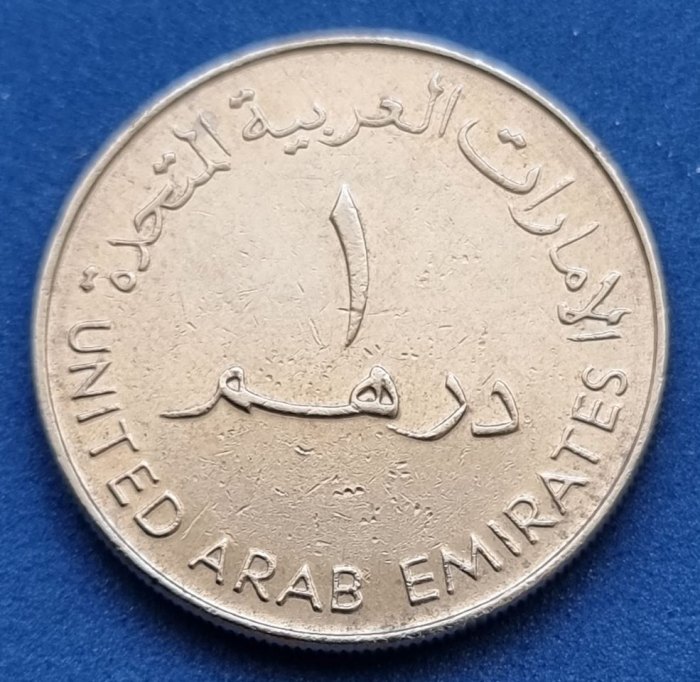 الإمارات العربية المتحدة
١
درهم
UNITED ARAB EMIRATES